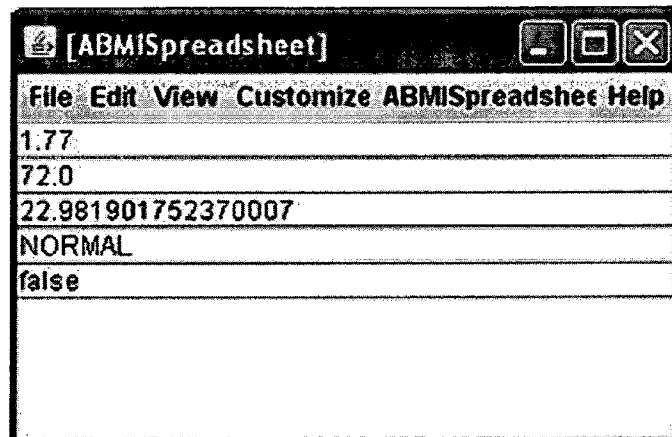 [ABMISpreadsheet]
File Edit View Customize ABMISpreadshee Help
1.77
72.0
22.981901752370007
NORMAL
false